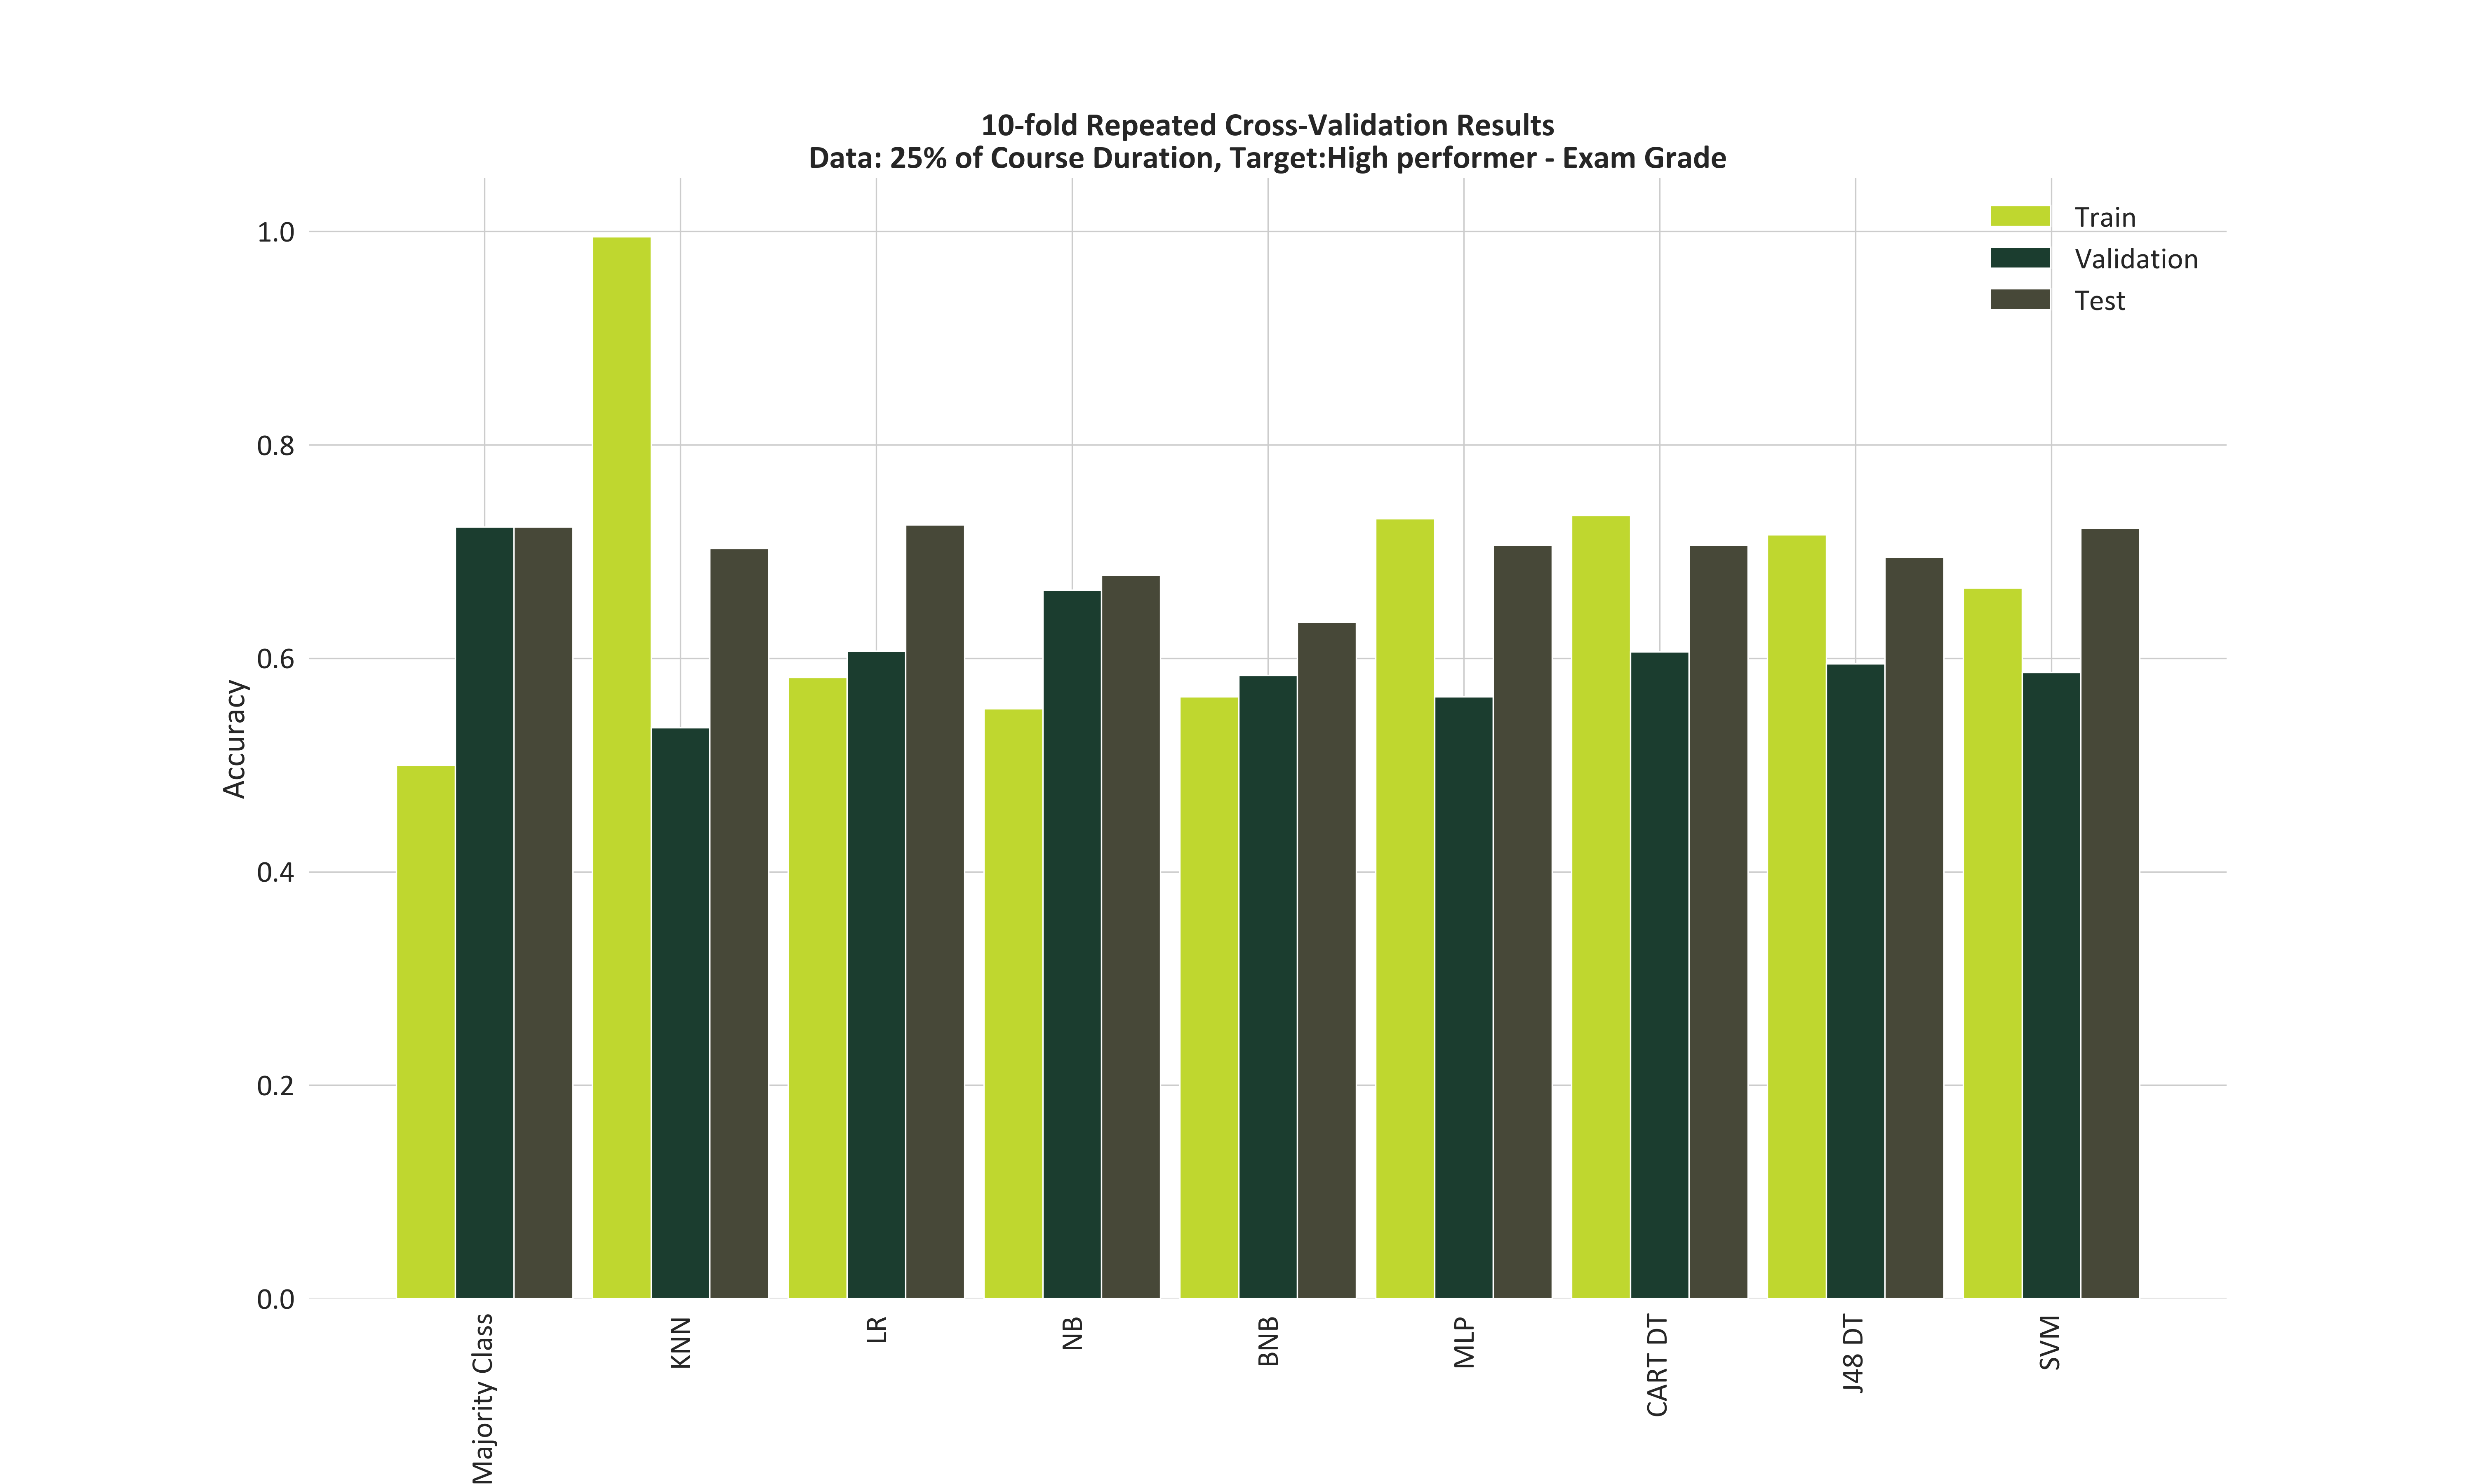 10-fold Repeated Cross-Validation Results
Data: 25% of Course Duration, Target:High performer - Exam Grade
Train
Validation
Test
Accuracy
1.0
0.8
0.6
0.4
0.2
0.0
Majority Class
KNN
LR
NB
BNB
MLP
CART DT
J48 DT
SVM